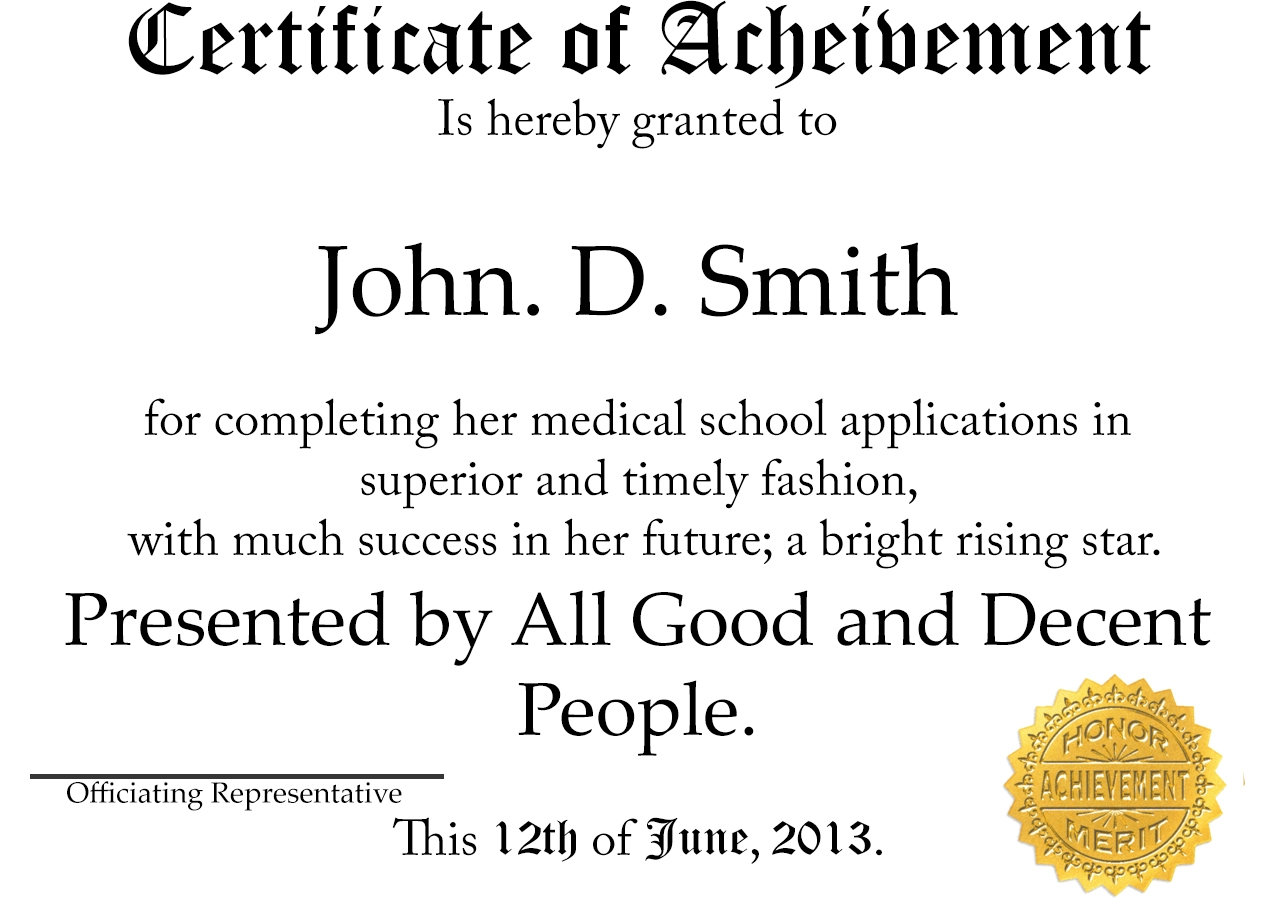 Certificate of Acheivement
Is hereby granted to
John. D. Smith
for completing her medical school applications in
superior and timely fashion,
with much success in her future; a bright rising star.
Presented by All Good and Decent
People.
Officiating Representative
This 12th of June, 2013.
HONOR
ACHIEVEMENT
MERIT